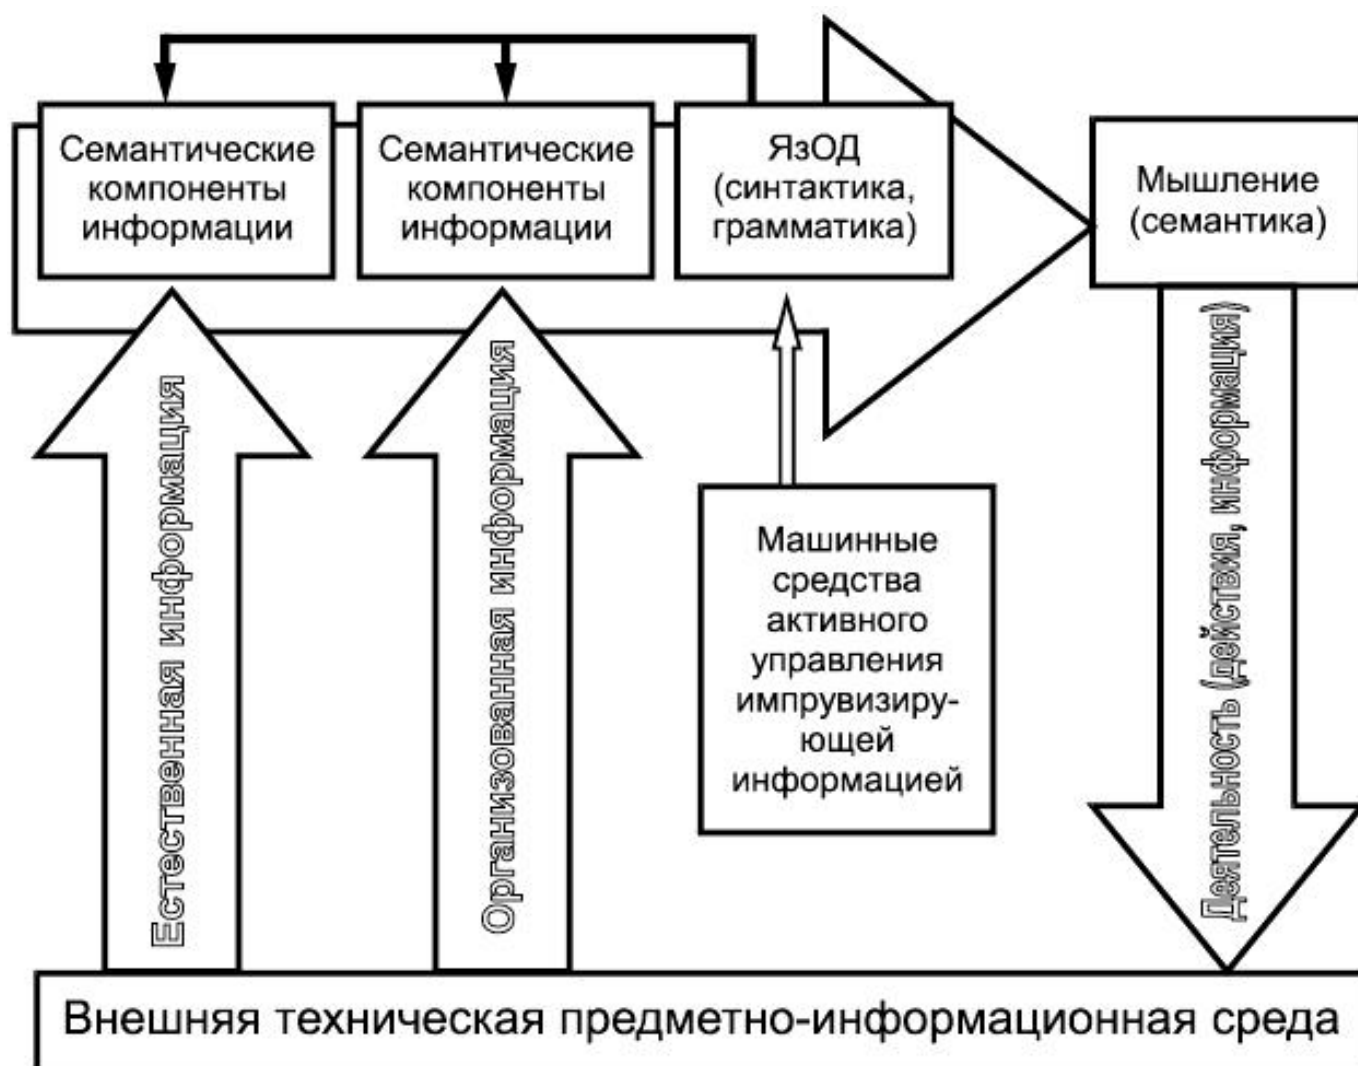 Семантические
компоненты
информации
Семантические
компоненты
информации
ЯзОД
(синтактика,
грамматика)
Мышление
(семантика)
Естественная информация
Организованная информация
Машинные
средства
активного
управления
импрувизиру-
ющей
информацией
Деятельность (действия, информация)
Внешняя техническая предметно-информационная среда